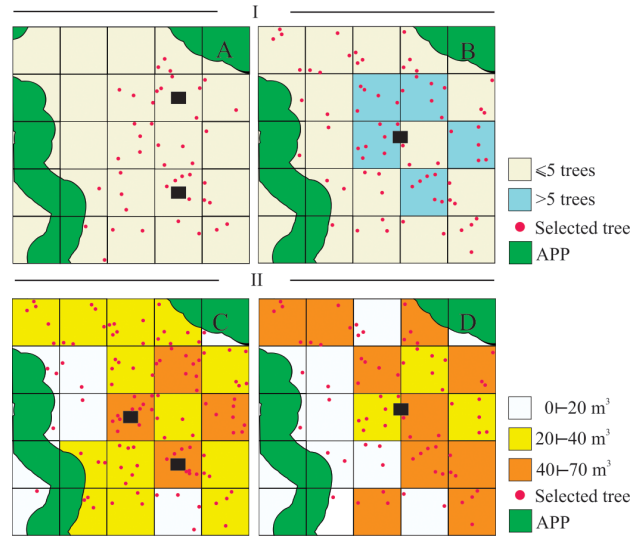 I
A
B
⩽5 trees
>5 trees
Selected tree
APP
II
C
D
0⊢20 m³
20⊢40 m³
40⊢70 m³
Selected tree
APP